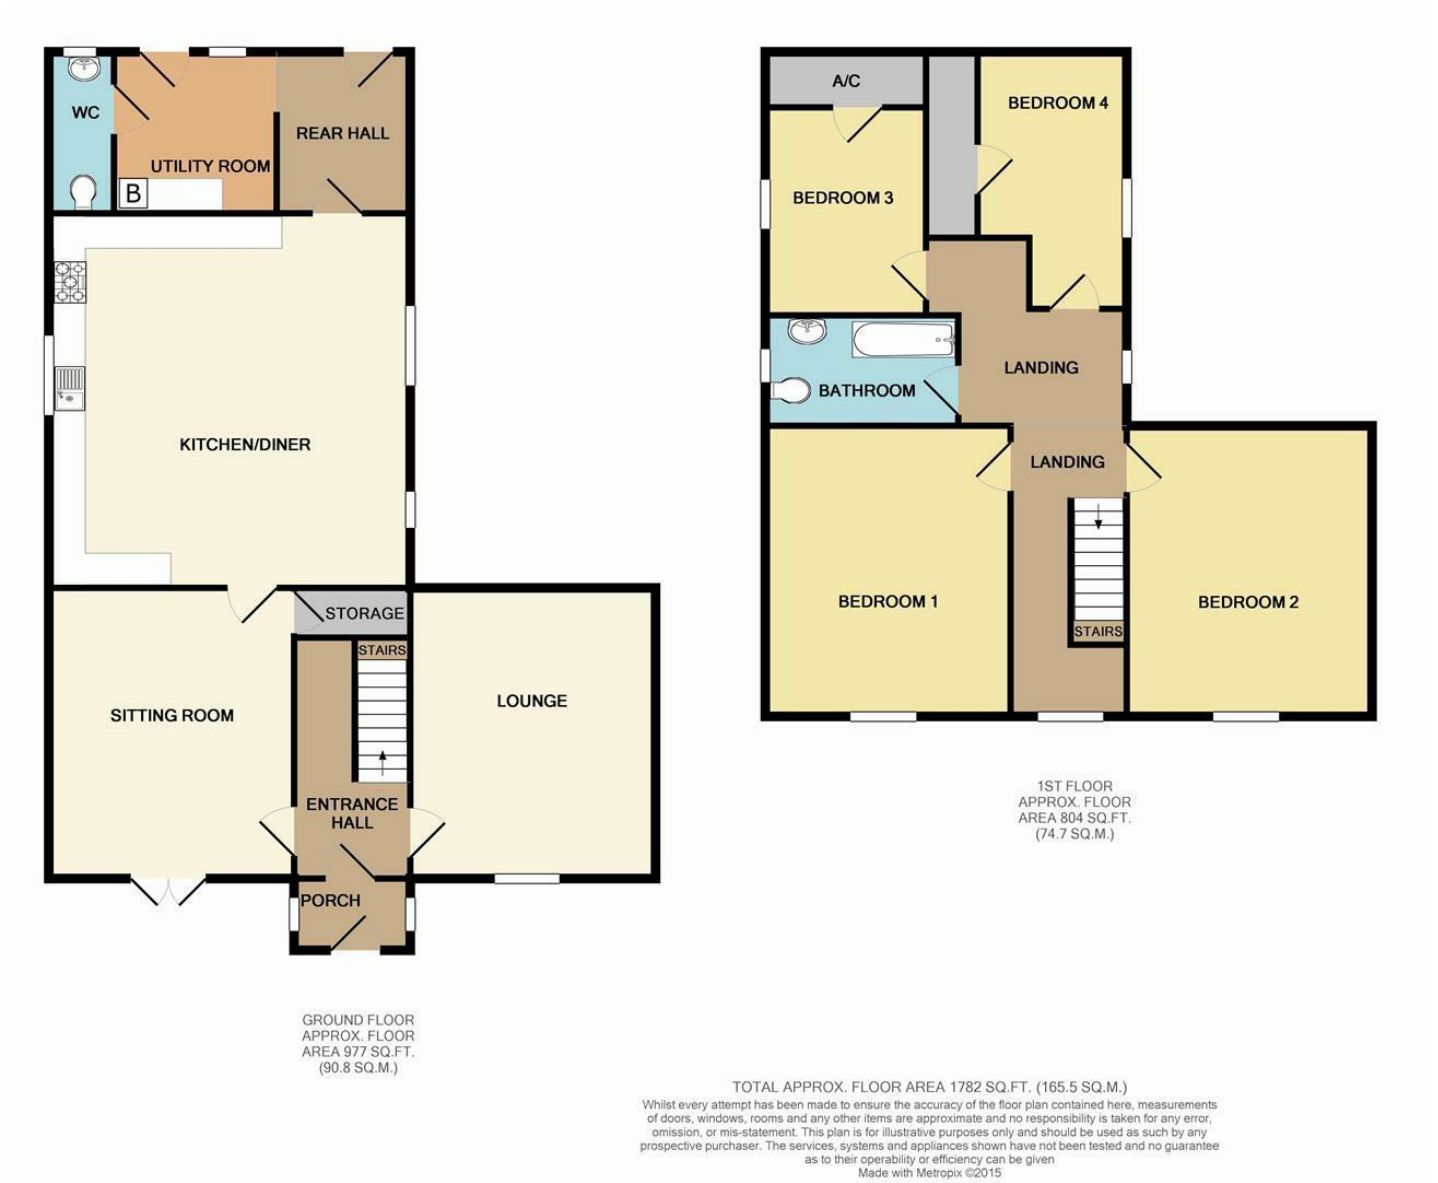 WC
UTILITY ROOM
B
REAR HALL
KITCHEN/DINER
STORAGE
STAIRS
SITTING ROOM
LOUNGE
ENTRANCE
HALL
PORCH
GROUND FLOOR
APPROX. FLOOR
AREA 977 SQ.FT.
(90.8 SQ.M.)
A/C
BEDROOM 4
BEDROOM 3
LANDING
BATHROOM
LANDING
BEDROOM 1
BEDROOM 2
STAIRS
1ST FLOOR
APPROX. FLOOR
AREA 804 SQ.FT.
(74.7 SQ.M.)
TOTAL APPROX. FLOOR AREA 1782 SQ.FT. (165.5 SQ.M.)
Whilst every attempt has been made to ensure the accuracy of the floor plan contained here, measurements
of doors, windows, rooms and any other items are approximate and no responsibility is taken for any error,
omission, or mis-statement. This plan is for illustrative purposes only and should be used as such by any
prospective purchaser. The services, systems and appliances shown have not been tested and no guarantee
as to their operability or efficiency can be given
Made with Metropix ©2015